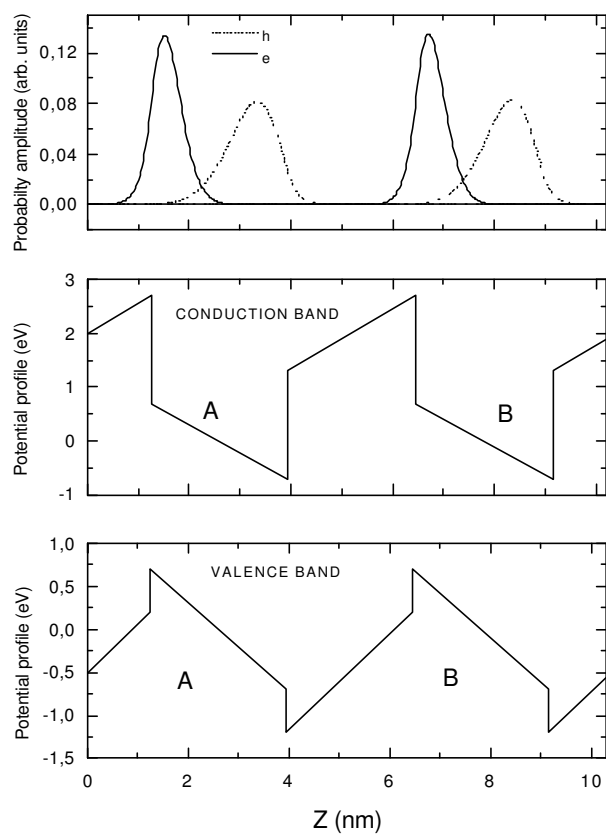 h
e
0,12
0,08
0,04
0,00
Probabilty amplitude (arb. units)
3
2
1
0
-1
Potential profile (eV)
CONDUCTION BAND
A
B
1,0
0,5
0,0
-0,5
-1,0
-1,5
Potential profile (eV)
VALENCE BAND
A
B
0
2
4
6
8
10
Z (nm)